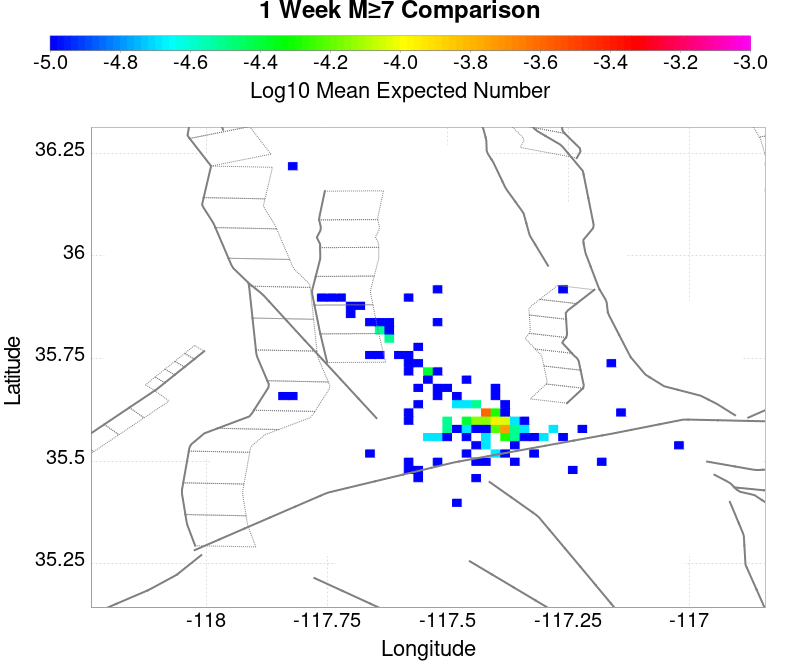 1 Week M≥7 Comparison
-5.0 -4.8 -4.6 -4.4 -4.2 -4.0 -3.8 -3.6 -3.4 -3.2 -3.0
Log10 Mean Expected Number
36.25
36
35.75
35.5
35.25
Latitude
-118 -117.75 -117.5 -117.25 -117
Longitude